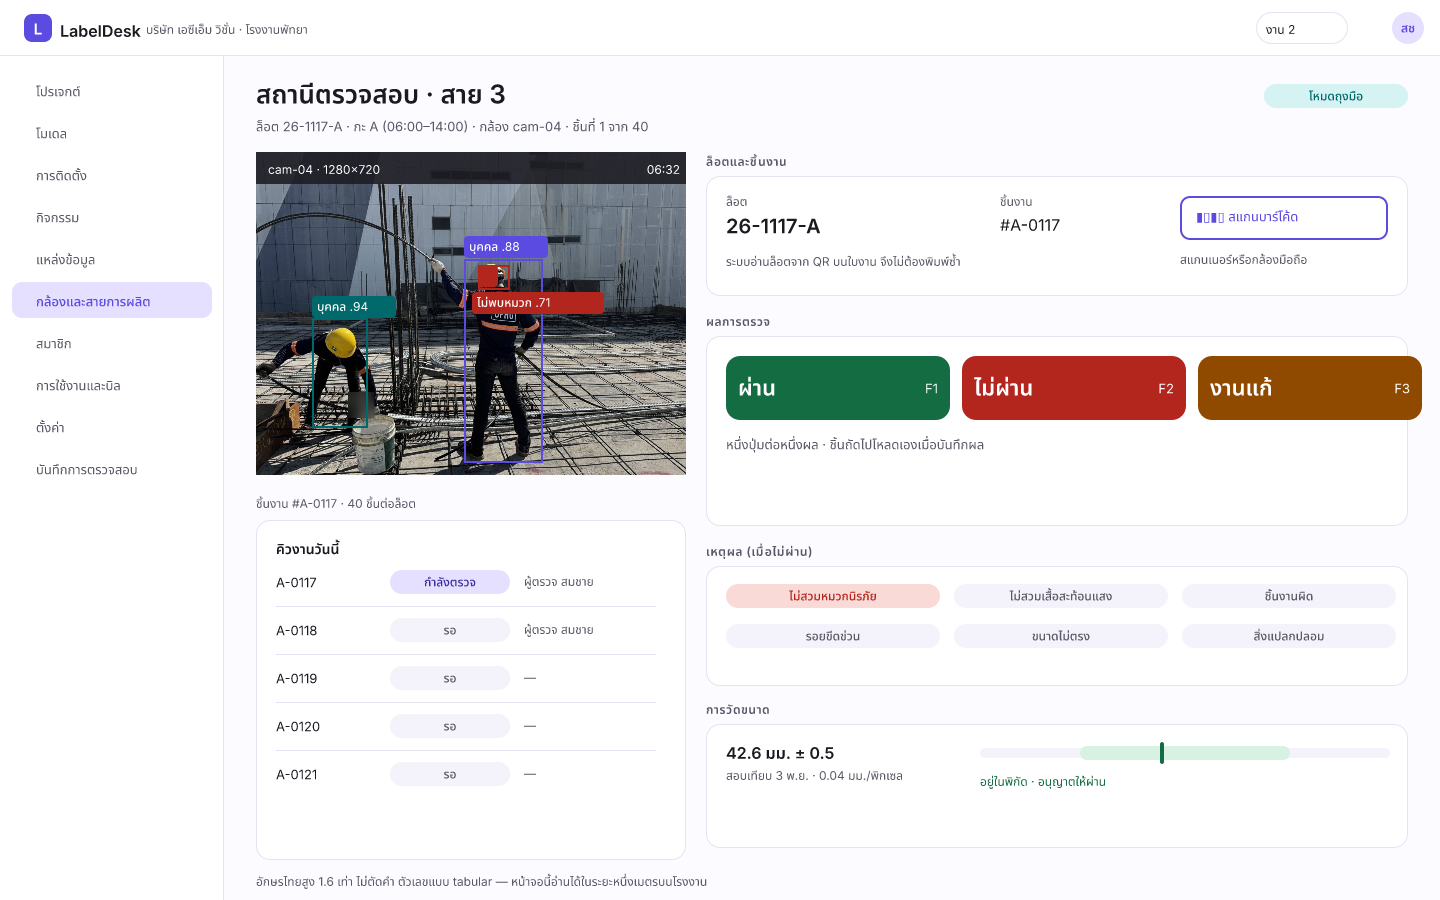 L LabelDesk บริษัท เอซีเอ็ม วิชั่น · โรงงานพัทยา
งาน 2
สช
โปรเจกต์
โมเดล
การติดตั้ง
กิจกรรม
แหล่งข้อมูล
กล้องและสายการผลิต
สมาชิก
การใช้งานและบิล
ตั้งค่า
บันทึกการตรวจสอบ
สถานีตรวจสอบ · สาย 3
โหมดถุงมือ
ล็อต 26-1117-A · กะ A (06:00–14:00) · กล้อง cam-04 · ชิ้นที่ 1 จาก 40
cam-04 · 1280×720
06:32
บุคคล .88
ไม่พบหมวก .71
บุคคล .94
ชิ้นงาน #A-0117 · 40 ชิ้นต่อล็อต
คิวงานวันนี้
A-0117 กำลังตรวจ ผู้ตรวจ สมชาย
A-0118 รอ ผู้ตรวจ สมชาย
A-0119 รอ —
A-0120 รอ —
A-0121 รอ —
ล็อตและชิ้นงาน
ล็อต
26-1117-A
ชิ้นงาน
#A-0117
▮▯▮▯ สแกนบาร์โค้ด
ระบบอ่านล็อตจาก QR บนใบงาน จึงไม่ต้องพิมพ์ซ้ำ
สแกนเนอร์หรือกล้องมือถือ
ผลการตรวจ
ผ่าน F1
ไม่ผ่าน F2
งานแก้ F3
หนึ่งปุ่มต่อหนึ่งผล · ชิ้นถัดไปโหลดเองเมื่อบันทึกผล
เหตุผล (เมื่อไม่ผ่าน)
ไม่สวมหมวกนิรภัย
ไม่สวมเสื้อสะท้อนแสง
ชิ้นงานผิด
รอยขีดข่วน
ขนาดไม่ตรง
สิ่งแปลกปลอม
การวัดขนาด
42.6 มม. ± 0.5
สอบเทียบ 3 พ.ย. · 0.04 มม./พิกเซล
อยู่ในพิกัด · อนุญาตให้ผ่าน
อักษรไทยสูง 1.6 เท่า ไม่ตัดคำ ตัวเลขแบบ tabular — หน้าจอนี้อ่านได้ในระยะหนึ่งเมตรบนโรงงาน